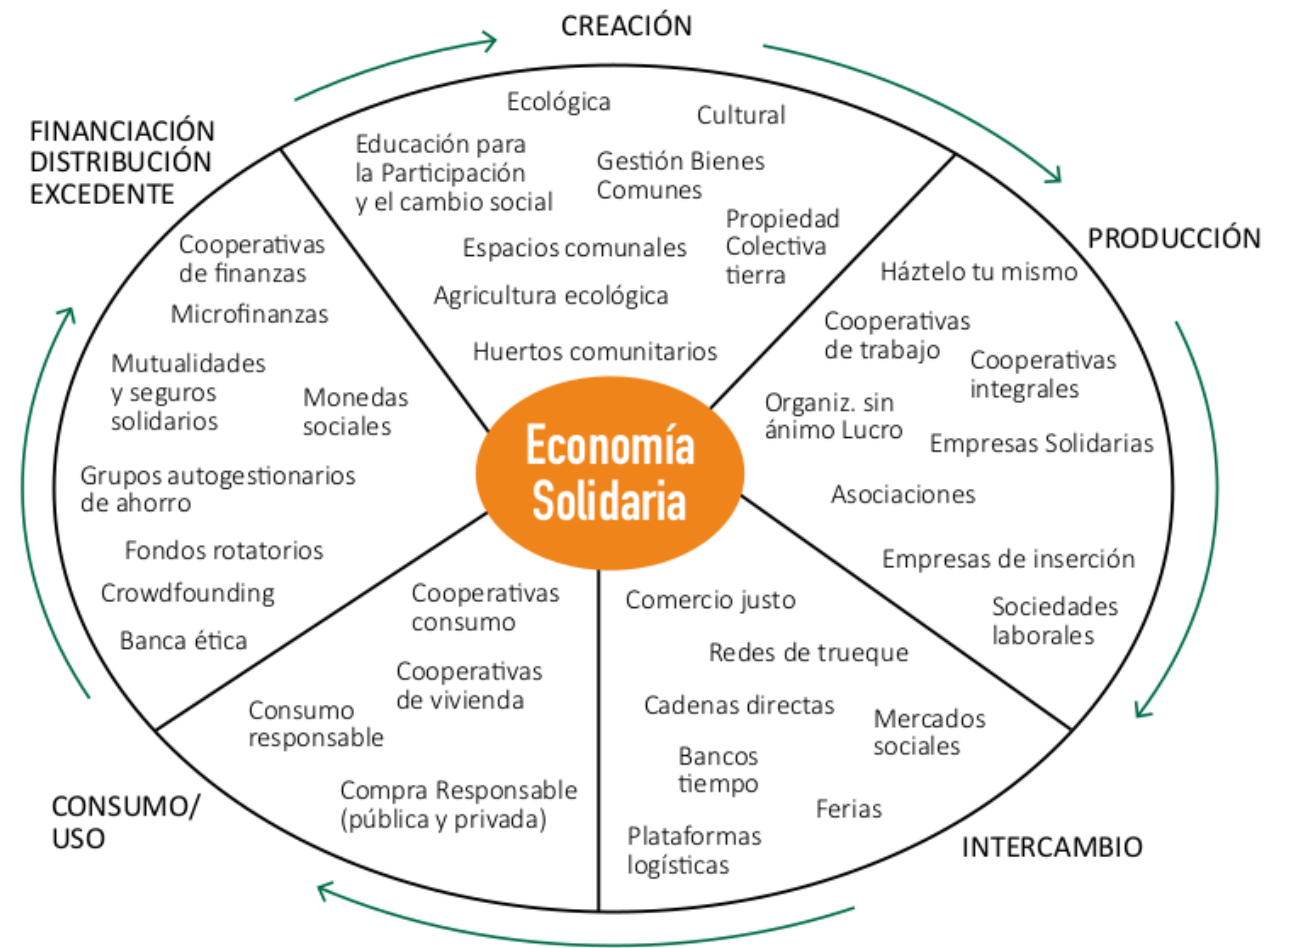 CREACIÓN
Ecológica
Cultural
Educación para
la Participación
y el cambio social
Gestión Bienes
Comunes
Propiedad
Colectiva
tierra
Espacios comunales
Agricultura ecológica
Huertos comunitarios
PRODUCCIÓN
Háztelo tu mismo
Cooperativas
de trabajo
Cooperativas
integrales
Organiz. sin
ánimo Lucro
Empresas Solidarias
Asociaciones
Empresas de inserción
Sociedades
laborales
INTERCAMBIO
Comercio justo
Redes de trueque
Cadenas directas
Mercados
sociales
Bancos
tiempo
Ferias
Plataformas
logísticas
CONSUMO/
USO
Cooperativas
consumo
Cooperativas
de vivienda
Consumo
responsable
Compra Responsable
(pública y privada)
FINANCIACIÓN
DISTRIBUCIÓN
EXCEDENTE
Cooperativas
de finanzas
Microfinanzas
Mutualidades
y seguros
solidarios
Monedas
sociales
Grupos autogestionarios
de ahorro
Fondos rotatorios
Crowdfounding
Banca ética
Economía
Solidaria